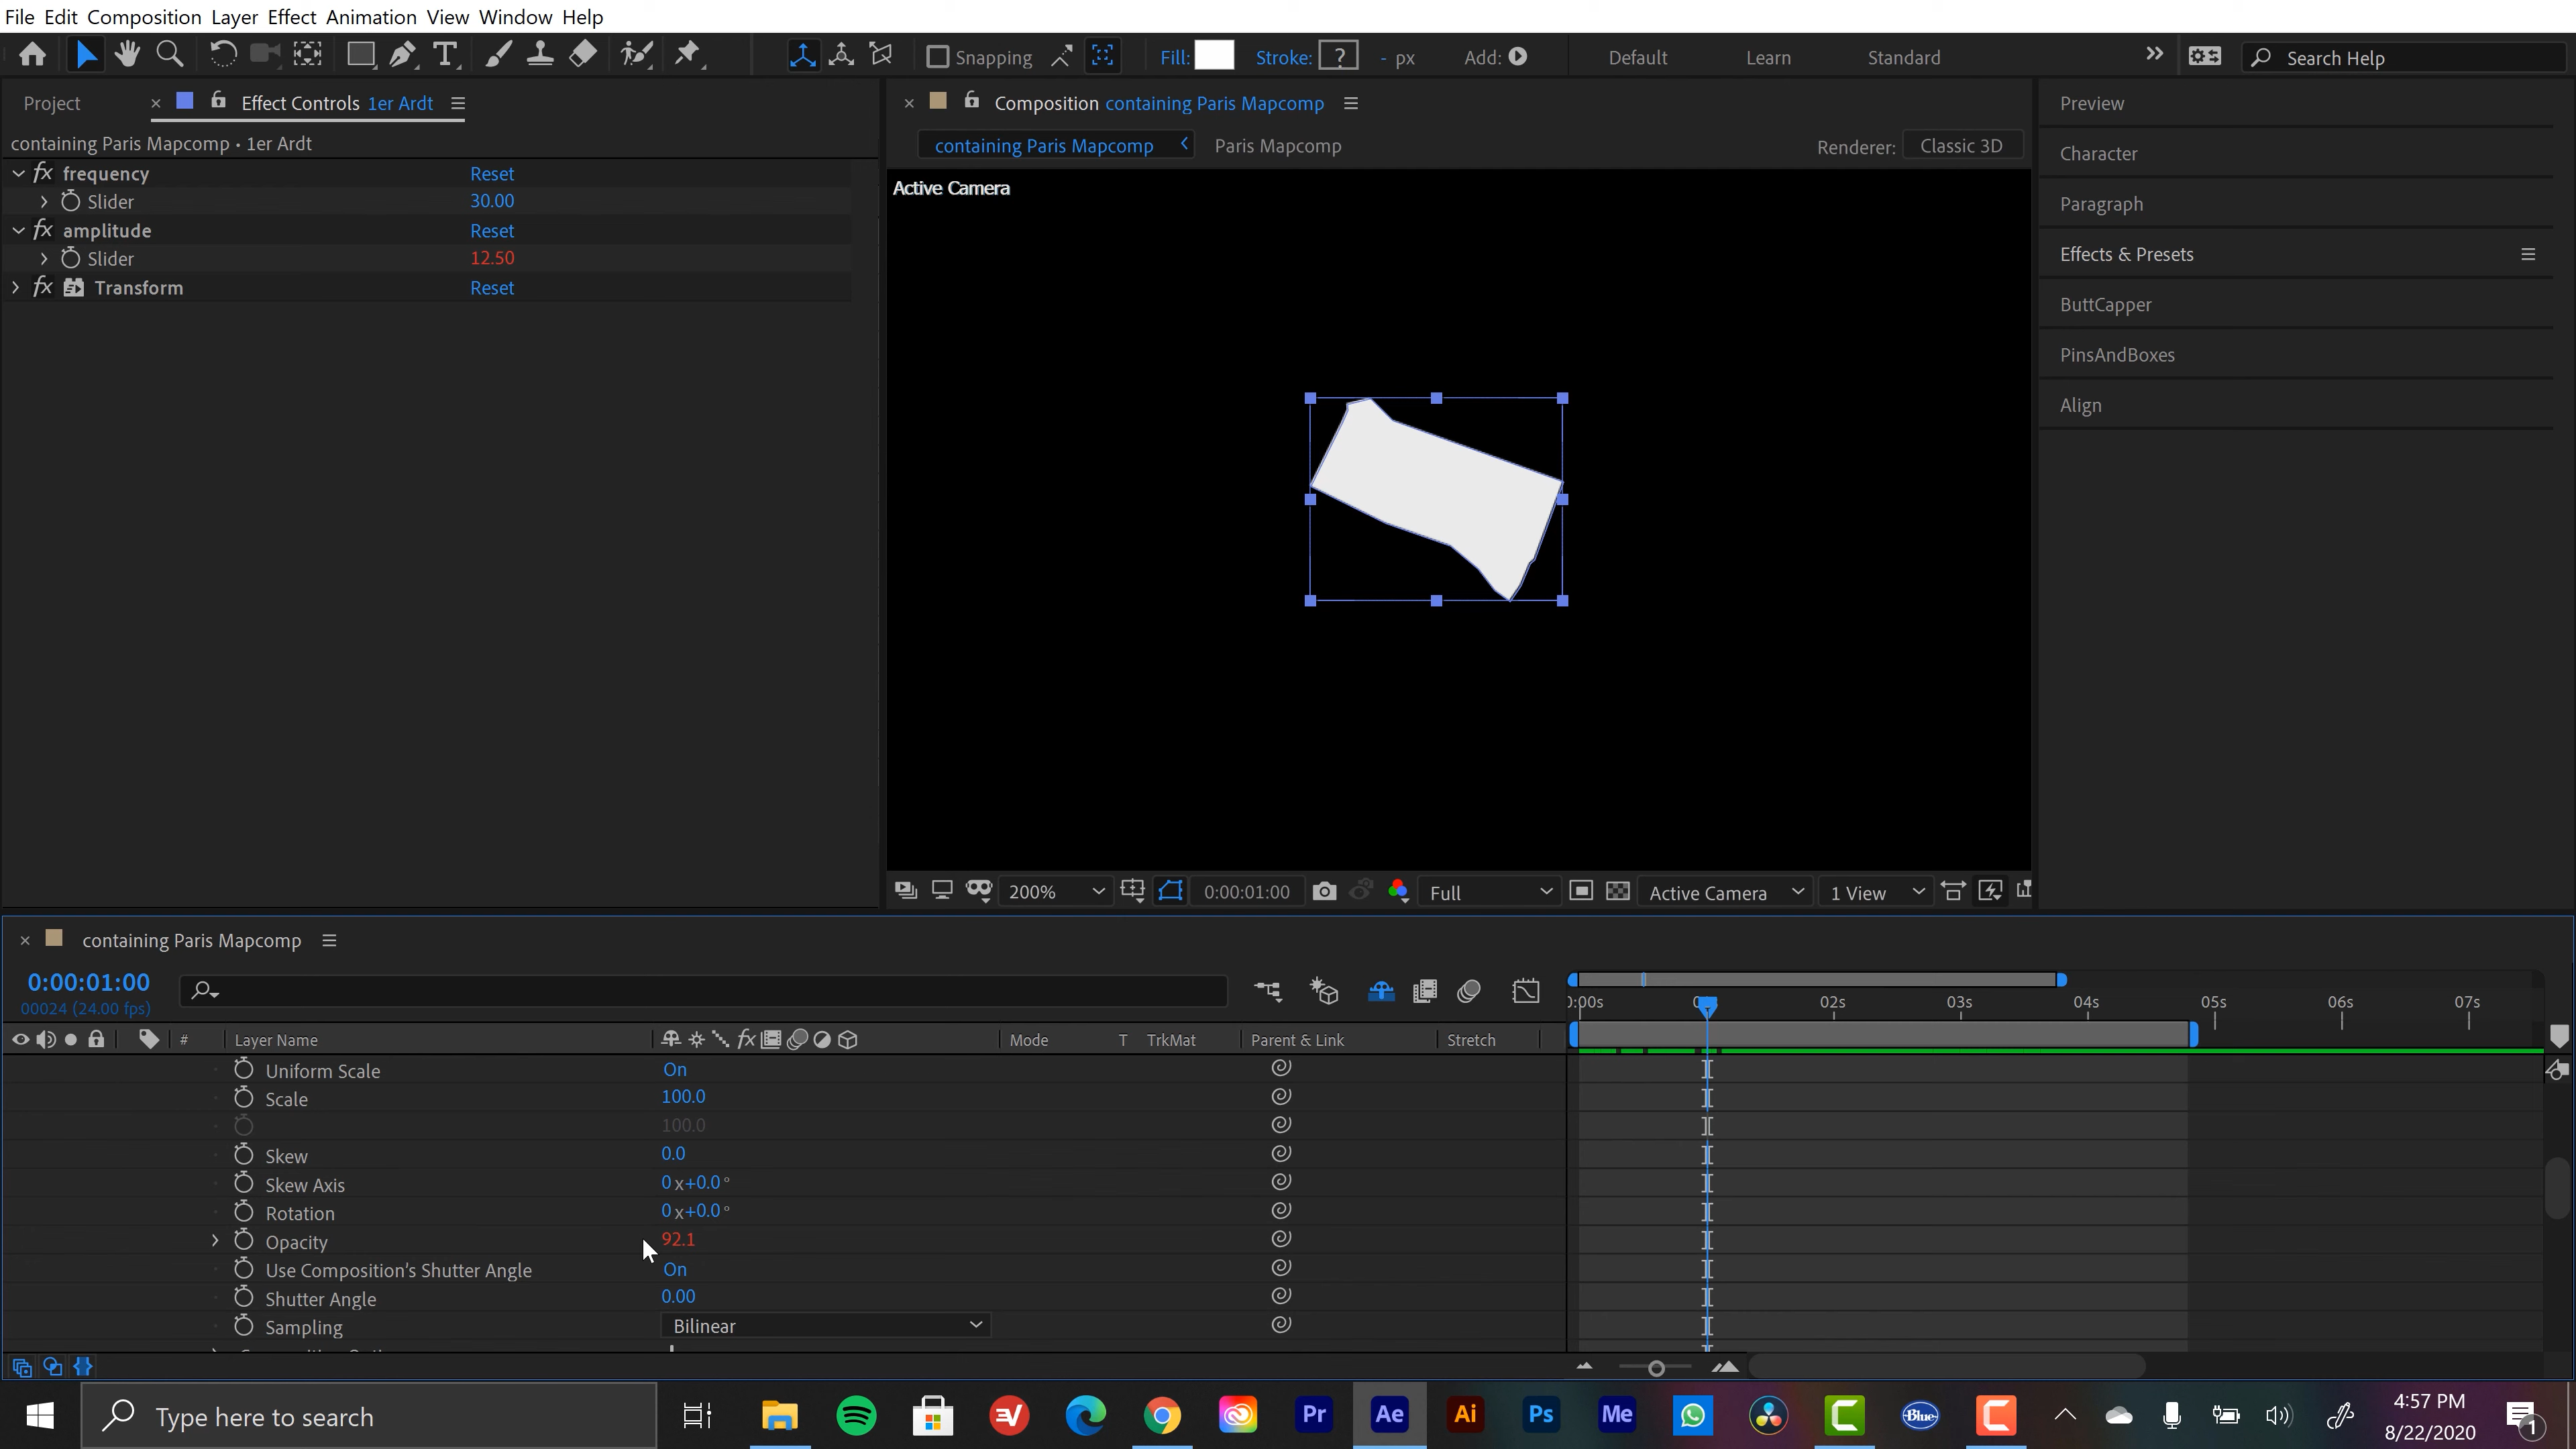 File Edit Composition Layer Effect Animation View Window Help
Snapping Fill: Stroke: ? - px Add: Default Learn Standard Search Help
Project Effect Controls 1er Ardt
containing Paris Mapcomp • 1er Ardt
fx frequency Reset
Slider 30.00
fx amplitude Reset
Slider 12.50
fx Transform Reset
Composition containing Paris Mapcomp
containing Paris Mapcomp Paris Mapcomp Renderer: Classic 3D
Active Camera
200% 0:00:01:00 Full Active Camera 1 View
Preview
Character
Paragraph
Effects & Presets
ButtCapper
PinsAndBoxes
Align
containing Paris Mapcomp
0:00:01:00
00024 (24.00 fps)
):00s 02s 03s 04s 05s 06s 07s
# Layer Name fx Mode T TrkMat Parent & Link Stretch
Uniform Scale On
Scale 100.0
100.0
Skew 0.0
Skew Axis 0 x+0.0°
Rotation 0 x+0.0°
Opacity 92.1
Use Composition's Shutter Angle On
Shutter Angle 0.00
Sampling Bilinear
Type here to search Pr Ae Ai Ps Me Blue 4:57 PM
8/22/2020 1